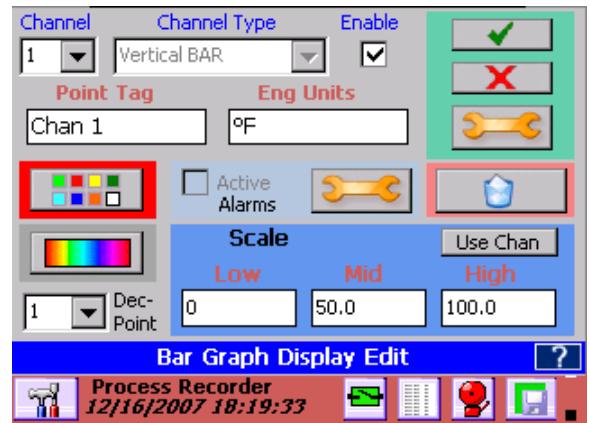 Channel Channel Type Enable
1 Vertical BAR
Point Tag Eng Units
Chan 1 ºF
Active
Alarms
Scale Use Chan
Low Mid High
1 Dec-
Point
0 50.0 100.0
Bar Graph Display Edit ?
Process Recorder
12/16/2007 18:19:33